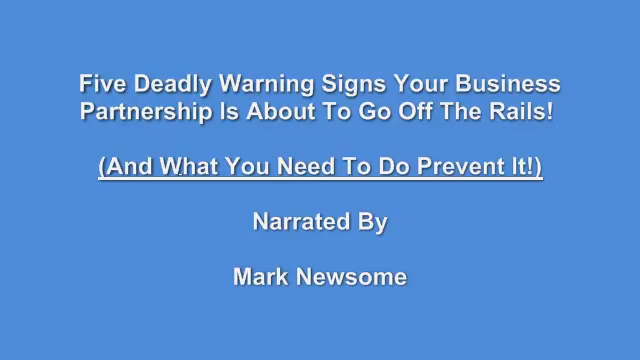 Five Deadly Warning Signs Your Business
Partnership Is About To Go Off The Rails!
(And What You Need To Do Prevent It!)
Narrated By
Mark Newsome